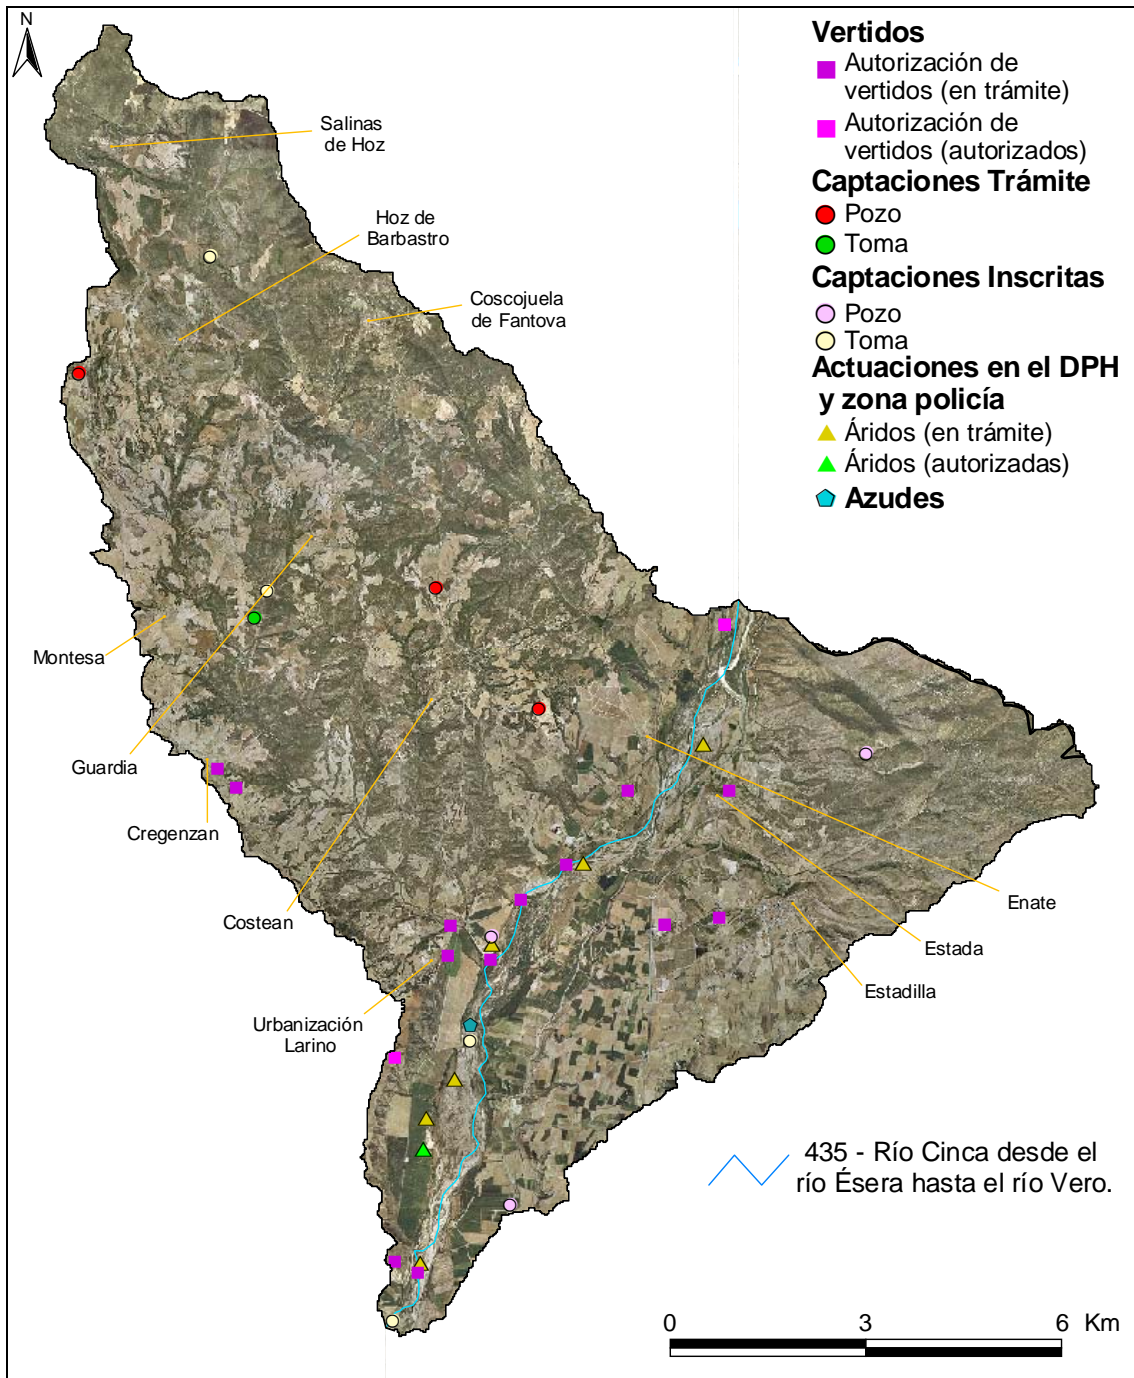 N
Vertidos
Autorización de
vertidos (en trámite)
Autorización de
vertidos (autorizados)
Captaciones Trámite
Pozo
Toma
Captaciones Inscritas
Pozo
Toma
Actuaciones en el DPH
y zona policía
Áridos (en trámite)
Áridos (autorizadas)
Azudes
Salinas
de Hoz
Hoz de
Barbastro
Coscojuela
de Fantova
Montesa
Guardia
Cregenzan
Costean
Urbanización
Larino
Enate
Estada
Estadilla
435 - Río Cinca desde el
río Ésera hasta el río Vero.
0 3 6 Km